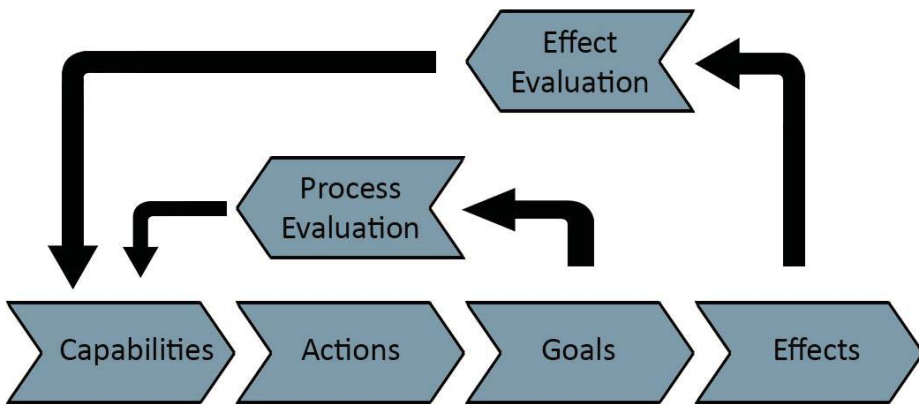 Effect
Evaluation
Process
Evaluation
Capabilities
Actions
Goals
Effects